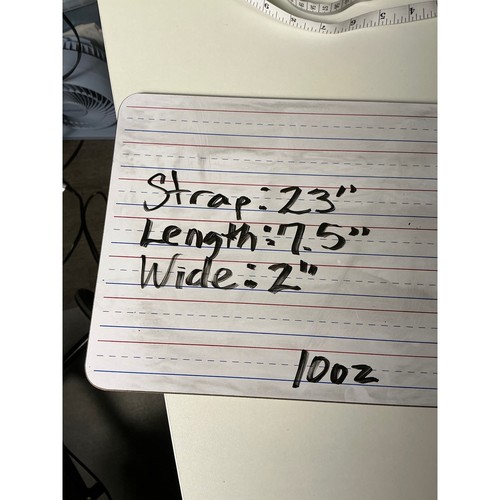 Strap: 23"
Length: 7.5"
Wide: 2"
10oz